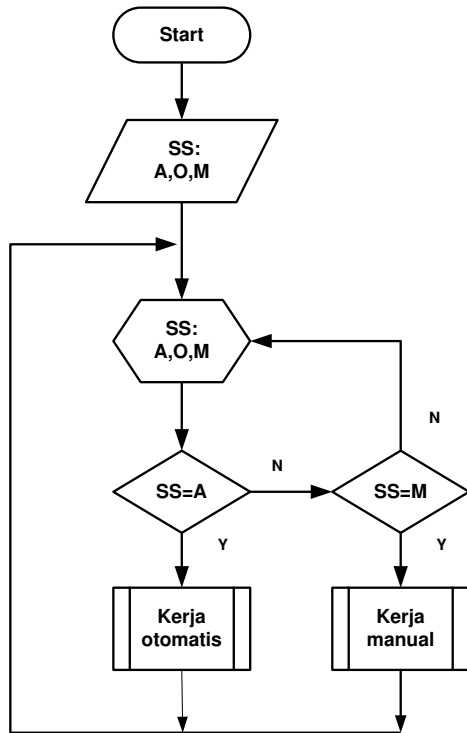 Start
SS:
A,O,M
SS:
A,O,M
N
SS=A
N
SS=M
Y
Y
Kerja
otomatis
Kerja
manual